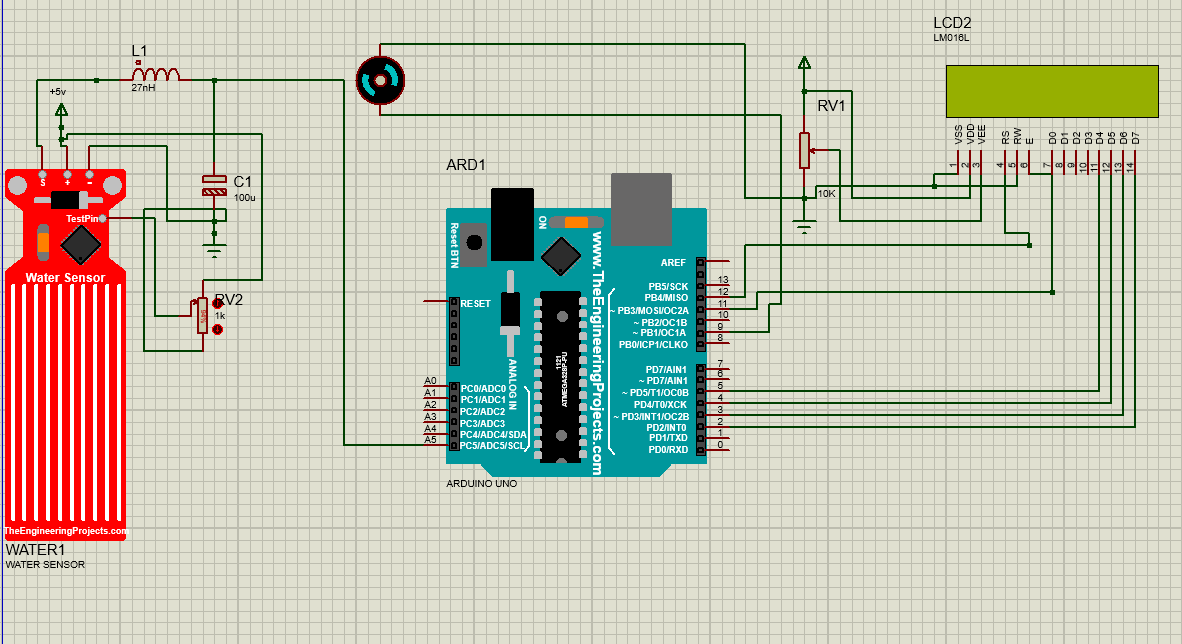 LCD2
LM016L
L1
27nH
+5v
RV1
10K
VSS
VDD
VEE
RS
RW
E
D0
D1
D2
D3
D4
D5
D6
D7
1
2
3
4
5
6
7
8
9
10
11
12
13
14
C1
100u
S
+
-
TestPin
Water Sensor
TheEngineeringProjects.com
WATER1
WATER SENSOR
RV2
1k
ARD1
Reset BTN
ON
www.TheEngineeringProjects.com
RESET
ANALOG IN
1121
ATMEGA328P-PU
A0
A1
A2
A3
A4
A5
PC0/ADC0
PC1/ADC1
PC2/ADC2
PC3/ADC3
PC4/ADC4/SDA
PC5/ADC5/SCL
AREF
PB5/SCK
PB4/MISO
~ PB3/MOSI/OC2A
~ PB2/OC1B
~ PB1/OC1A
PB0/ICP1/CLKO
13
12
11
10
9
8
PD7/AIN1
~ PD7/AIN1
~ PD5/T1/OC0B
PD4/T0/XCK
~ PD3/INT1/OC2B
PD2/INT0
PD1/TXD
PD0/RXD
7
6
5
4
3
2
1
0
ARDUINO UNO